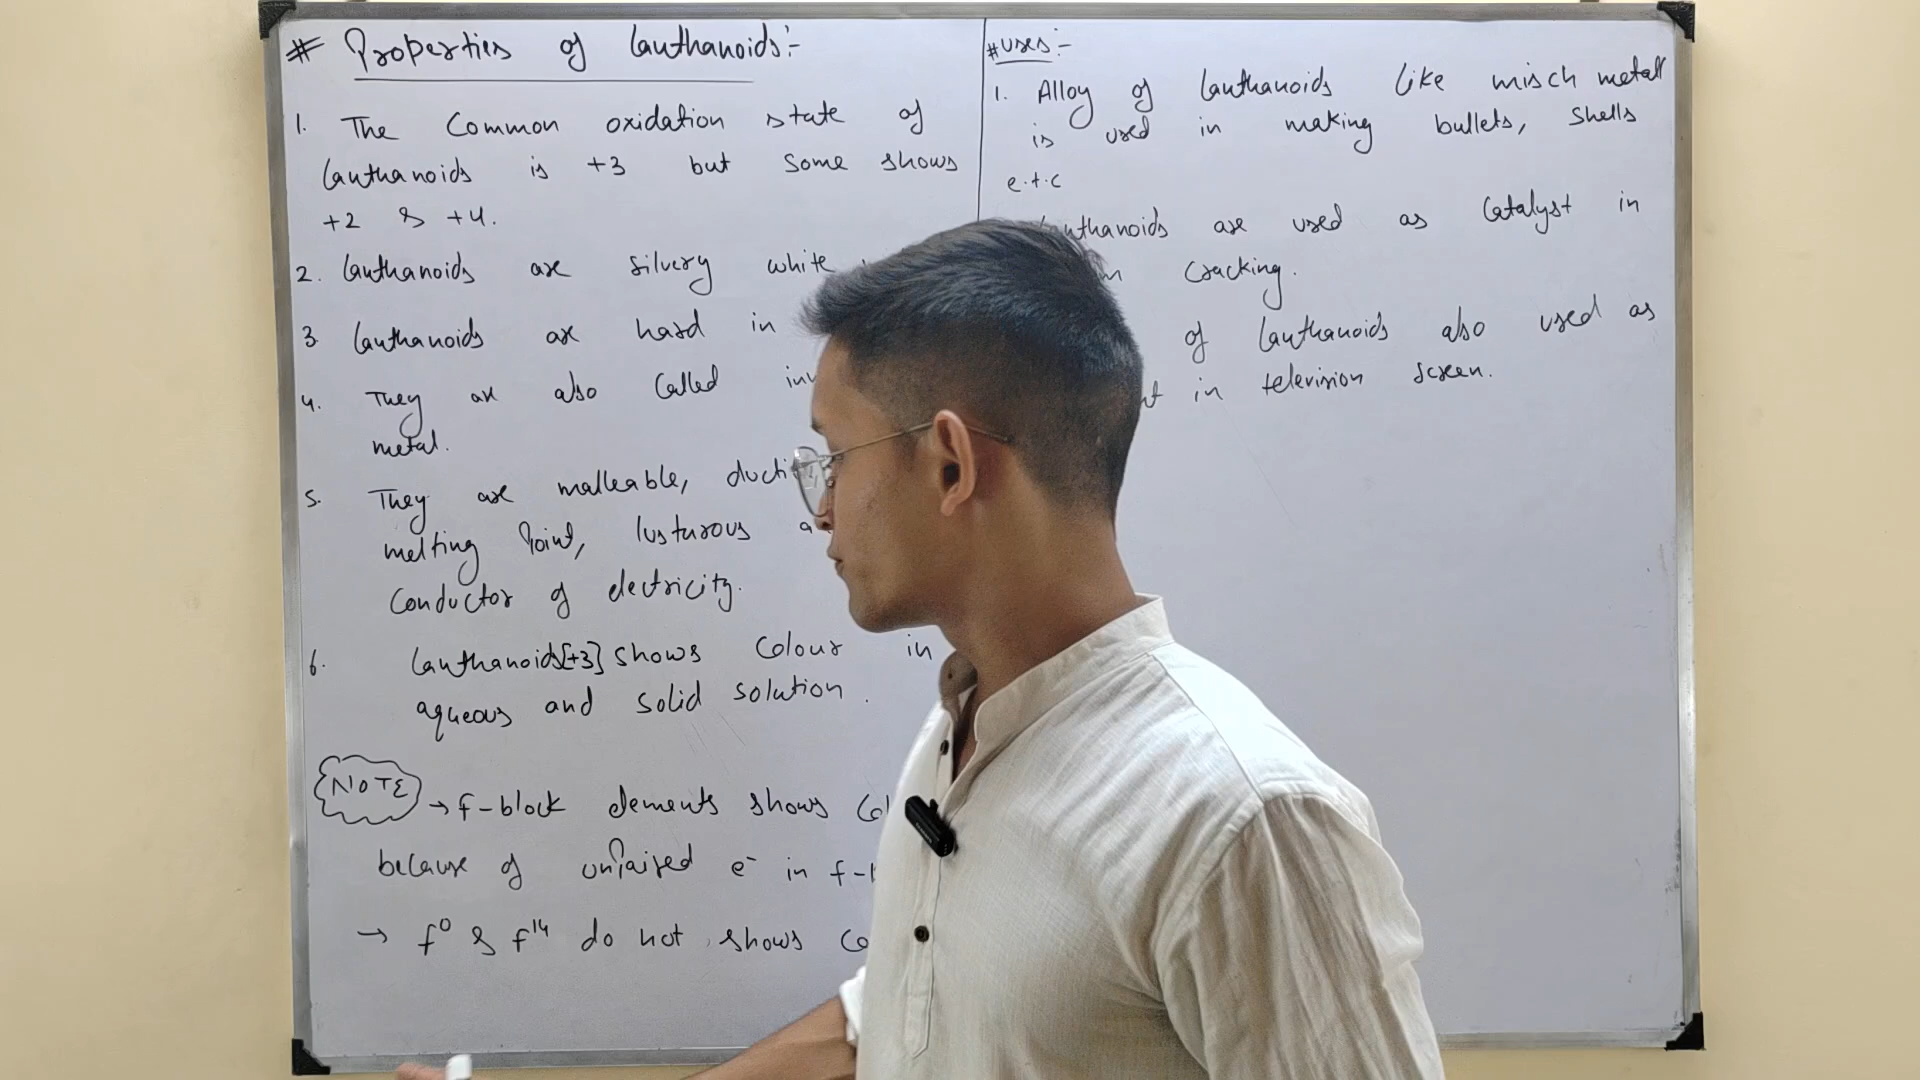 # Properties of lanthanoids:-
1. The Common oxidation state of
lanthanoids is +3 but some shows
+2 & +4.
2. lanthanoids are silvery white
3 lanthanoids are hard in
4. They are also called
metal.
5. They are malleable,
melting point, lusturous
conductor of electricity.
6. lanthanoids[+3] shows colour in
aqueous and solid solution.
NOTE
→ f-block elements shows
because of unpaired e⁻ in
→ f⁰ & f¹⁴ do not shows
# uses:-
1. Alloy of lanthanoids like misch metall
is used in making bullets, shells
e.t.c
are used as catalyst in
cracking.
of lanthanoids also used as
in television screen.